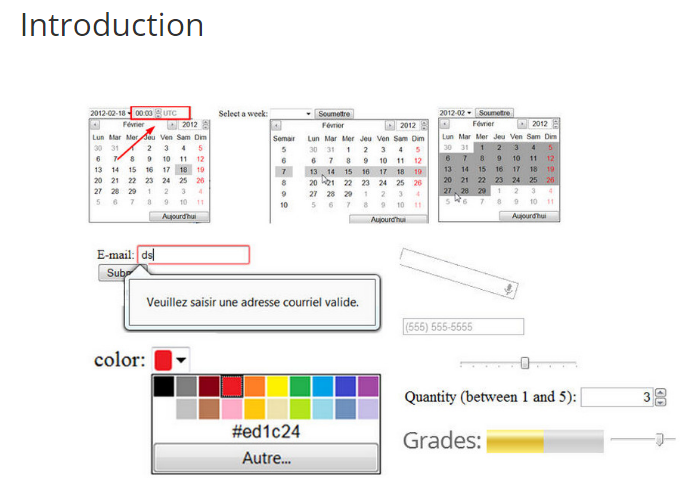 Introduction
2012-02-18 00:03 UTC
Février 2012
Lun Mar Mer Jeu Ven Sam Dim
30 31 1 2 3 4 5
6 7 8 9 10 11 12
13 14 15 16 17 18 19
20 21 22 23 24 25 26
27 28 29 1 2 3 4
5 6 7 8 9 10 11
Aujourd'hui
Select a week: Soumettre
Février 2012
Semair Lun Mar Mer Jeu Ven Sam Dim
5 30 31 1 2 3 4 5
6 6 7 8 9 10 11 12
7 13 14 15 16 17 18 19
8 20 21 22 23 24 25 26
9 27 28 29 1 2 3 4
10 5 6 7 8 9 10 11
Aujourd'hui
2012-02 Soumettre
Février 2012
Lun Mar Mer Jeu Ven Sam Dim
30 31 1 2 3 4 5
6 7 8 9 10 11 12
13 14 15 16 17 18 19
20 21 22 23 24 25 26
27 28 29 1 2 3 4
5 6 7 8 9 10 11
Aujourd'hui
E-mail: ds
Subm
Veuillez saisir une adresse courriel valide.
(555) 555-5555
color:
#ed1c24
Autre...
Quantity (between 1 and 5): 3
Grades: